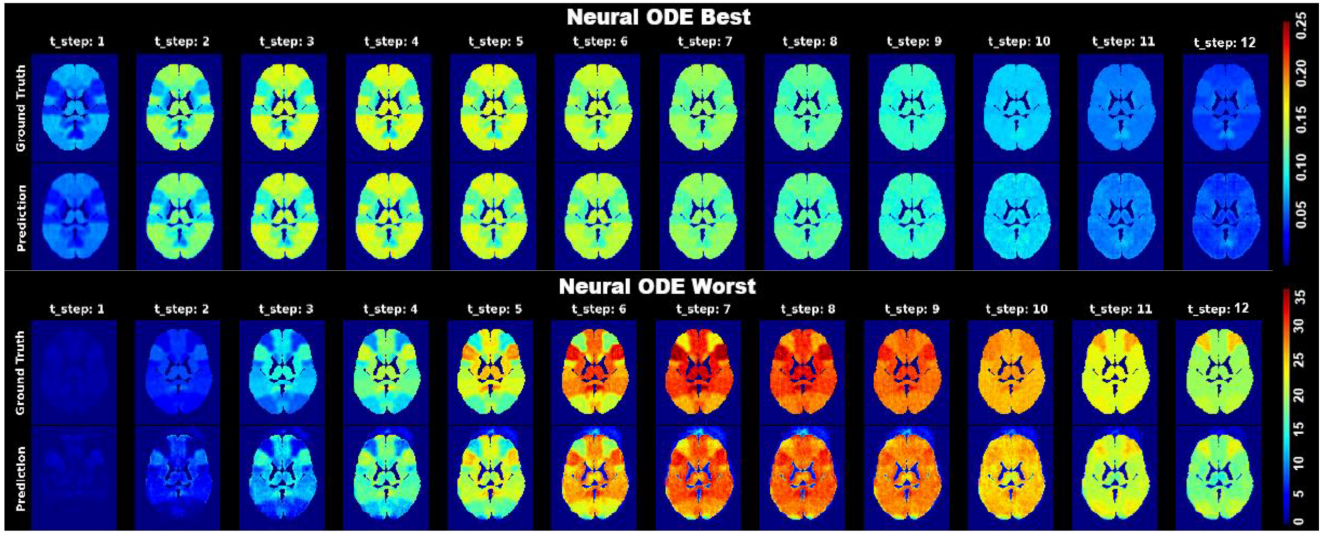 Neural ODE Best
t_step: 1 t_step: 2 t_step: 3 t_step: 4 t_step: 5 t_step: 6 t_step: 7 t_step: 8 t_step: 9 t_step: 10 t_step: 11 t_step: 12
Ground Truth
Prediction
0.25
0.20
0.15
0.10
0.05
Neural ODE Worst
t_step: 1 t_step: 2 t_step: 3 t_step: 4 t_step: 5 t_step: 6 t_step: 7 t_step: 8 t_step: 9 t_step: 10 t_step: 11 t_step: 12
Ground Truth
Prediction
35
30
25
20
15
10
5
0